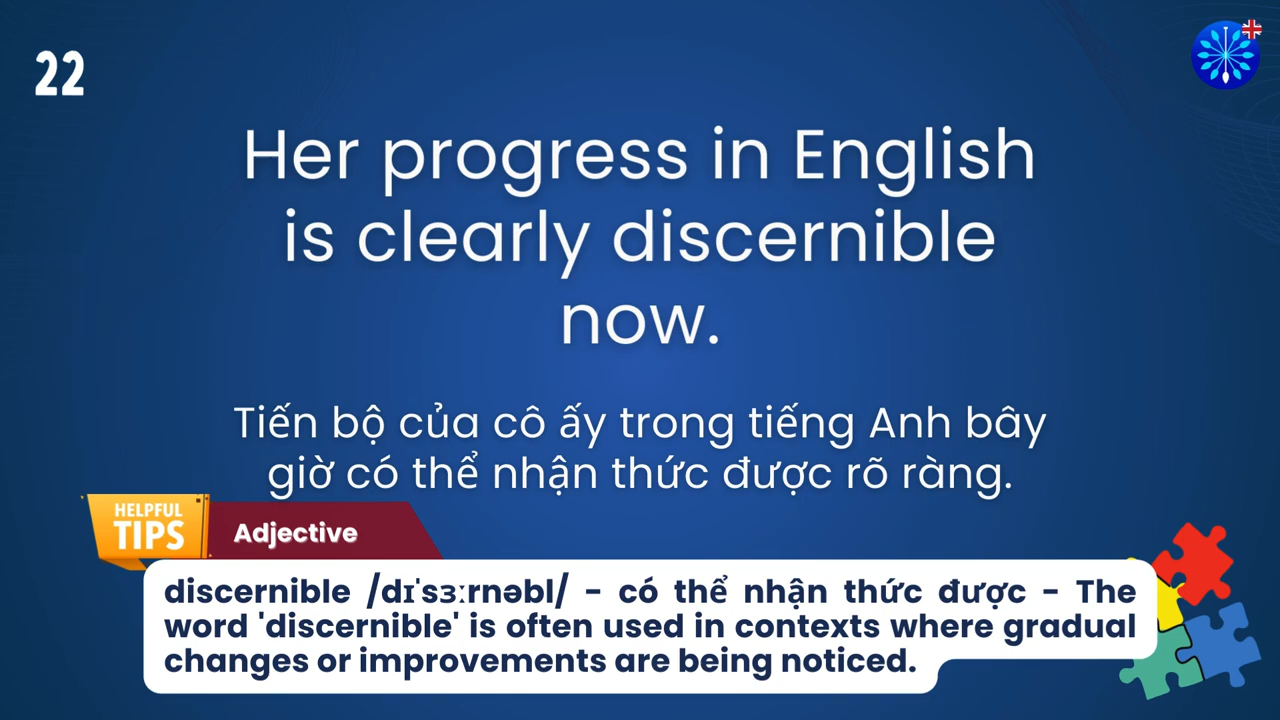 22
Her progress in English
is clearly discernible
now.
Tiến bộ của cô ấy trong tiếng Anh bây
giờ có thể nhận thức được rõ ràng.
HELPFUL
TIPS
Adjective
discernible /dɪˈsɜːrnəbl/ - có thể nhận thức được - The
word 'discernible' is often used in contexts where gradual
changes or improvements are being noticed.